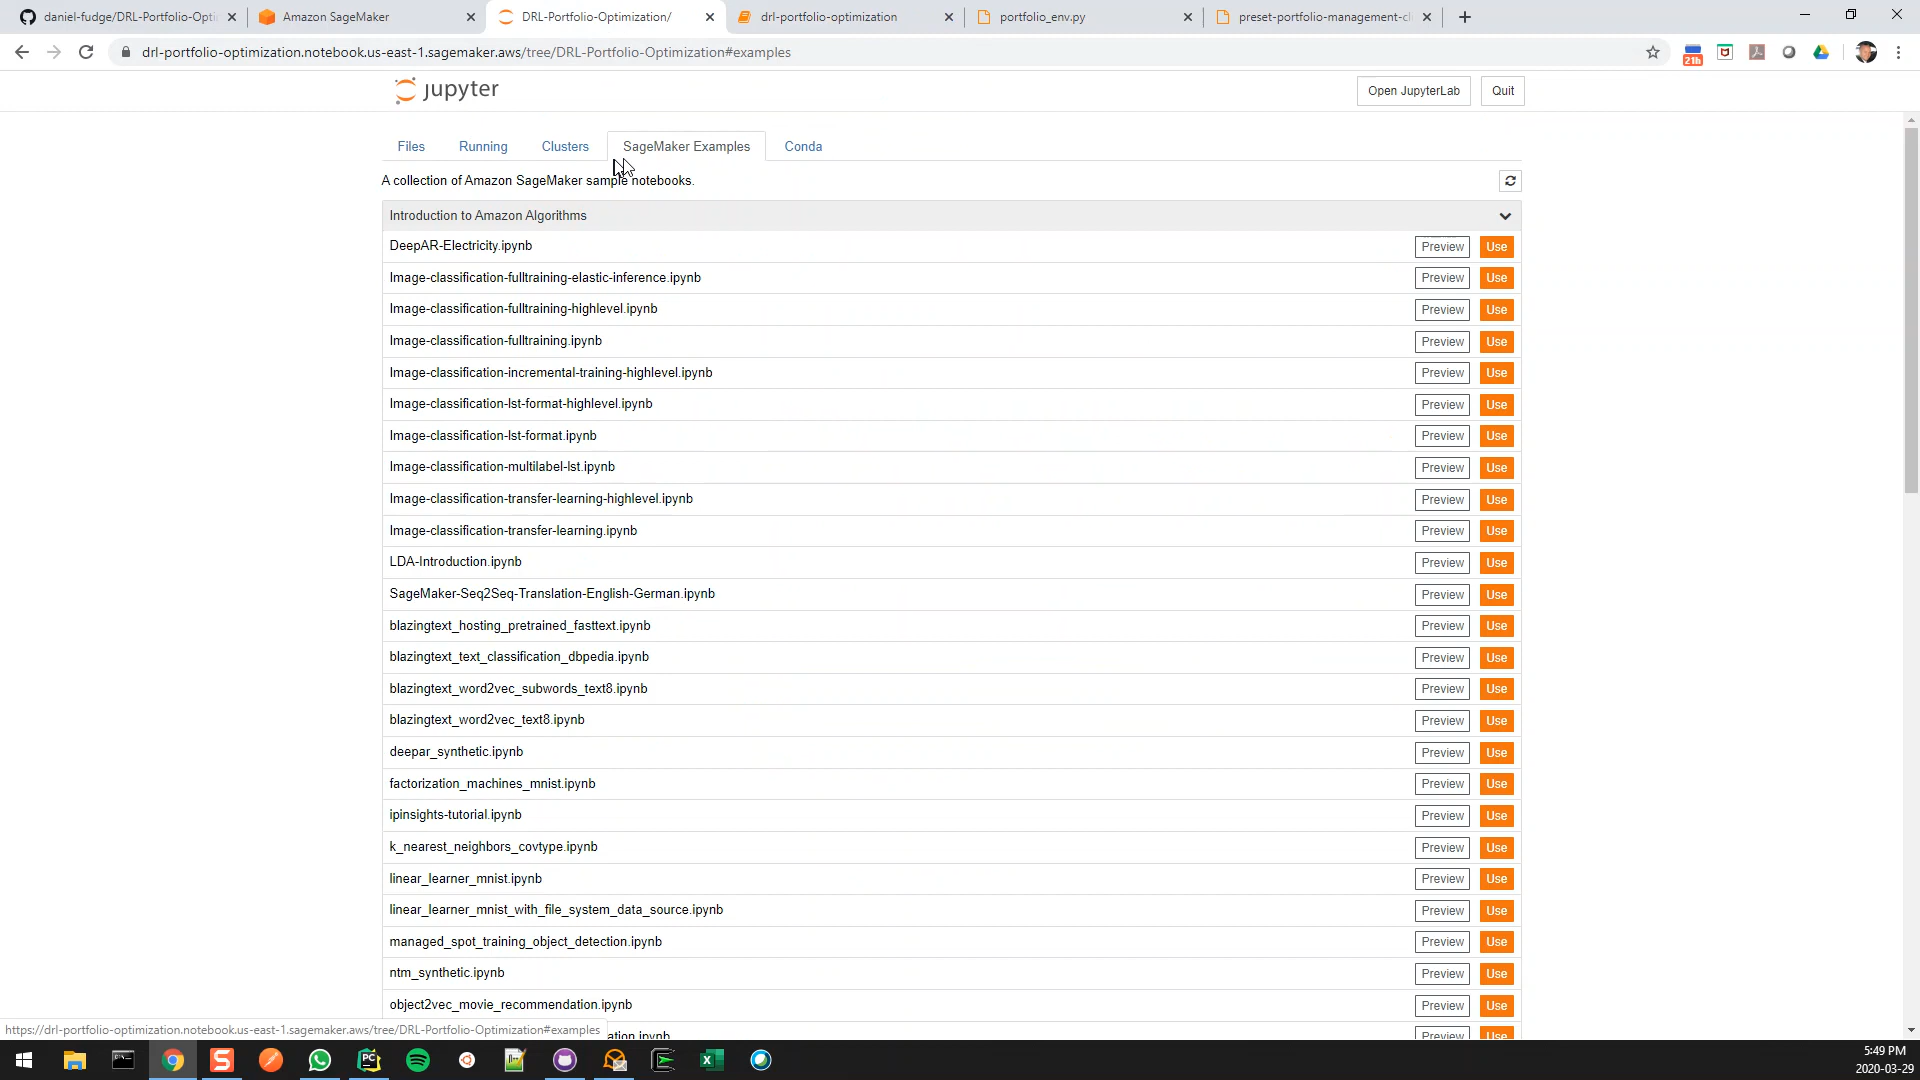 daniel-fudge/DRL-Portfolio-Opti
Amazon SageMaker
DRL-Portfolio-Optimization/
drl-portfolio-optimization
portfolio_env.py
preset-portfolio-management-cl
drl-portfolio-optimization.notebook.us-east-1.sagemaker.aws/tree/DRL-Portfolio-Optimization#examples
21h
jupyter
Open JupyterLab
Quit
Files
Running
Clusters
SageMaker Examples
Conda
A collection of Amazon SageMaker sample notebooks.
Introduction to Amazon Algorithms
DeepAR-Electricity.ipynb Preview Use
Image-classification-fulltraining-elastic-inference.ipynb Preview Use
Image-classification-fulltraining-highlevel.ipynb Preview Use
Image-classification-fulltraining.ipynb Preview Use
Image-classification-incremental-training-highlevel.ipynb Preview Use
Image-classification-lst-format-highlevel.ipynb Preview Use
Image-classification-lst-format.ipynb Preview Use
Image-classification-multilabel-lst.ipynb Preview Use
Image-classification-transfer-learning-highlevel.ipynb Preview Use
Image-classification-transfer-learning.ipynb Preview Use
LDA-Introduction.ipynb Preview Use
SageMaker-Seq2Seq-Translation-English-German.ipynb Preview Use
blazingtext_hosting_pretrained_fasttext.ipynb Preview Use
blazingtext_text_classification_dbpedia.ipynb Preview Use
blazingtext_word2vec_subwords_text8.ipynb Preview Use
blazingtext_word2vec_text8.ipynb Preview Use
deepar_synthetic.ipynb Preview Use
factorization_machines_mnist.ipynb Preview Use
ipinsights-tutorial.ipynb Preview Use
k_nearest_neighbors_covtype.ipynb Preview Use
linear_learner_mnist.ipynb Preview Use
linear_learner_mnist_with_file_system_data_source.ipynb Preview Use
managed_spot_training_object_detection.ipynb Preview Use
ntm_synthetic.ipynb Preview Use
object2vec_movie_recommendation.ipynb Preview Use
ation.ipynb Preview Use
https://drl-portfolio-optimization.notebook.us-east-1.sagemaker.aws/tree/DRL-Portfolio-Optimization#examples
5:49 PM
2020-03-29